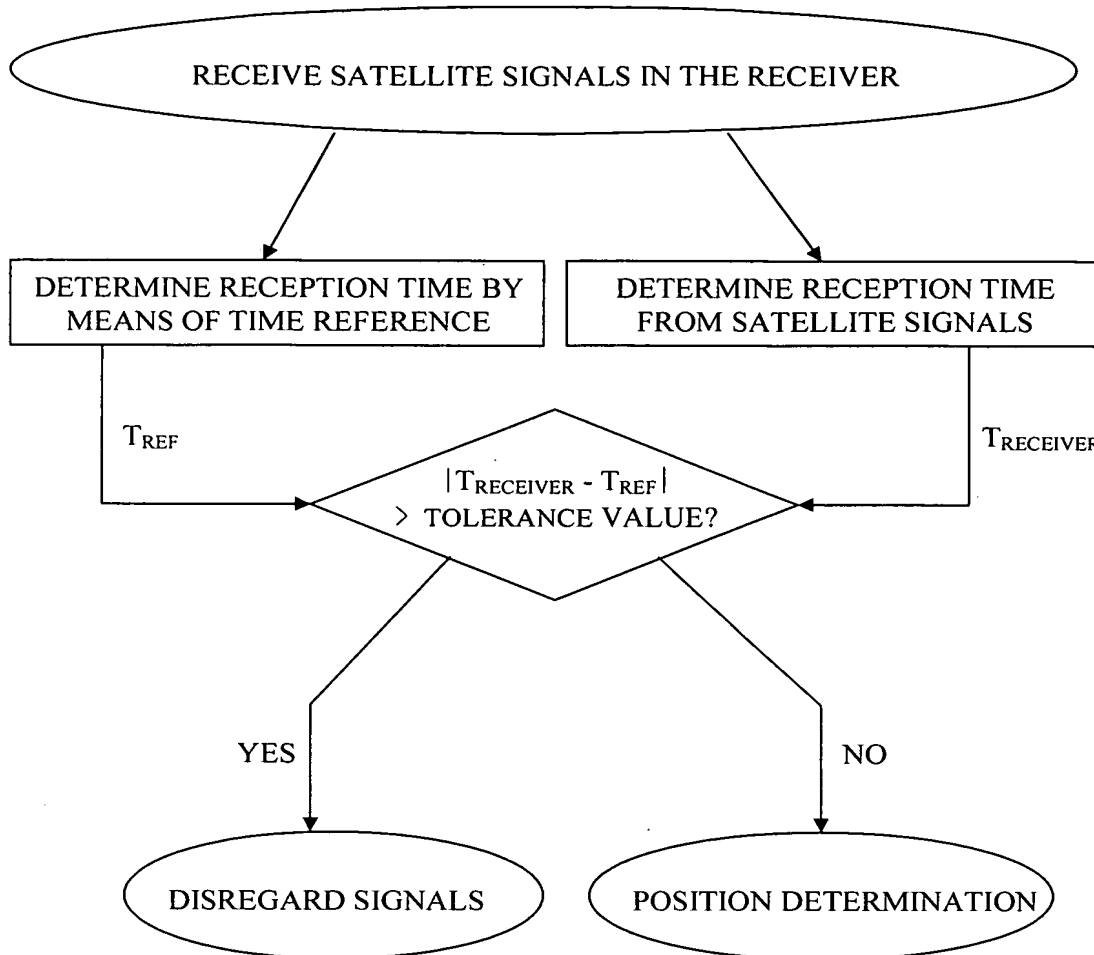 RECEIVE SATELLITE SIGNALS IN THE RECEIVER
DETERMINE RECEPTION TIME BY
MEANS OF TIME REFERENCE
DETERMINE RECEPTION TIME
FROM SATELLITE SIGNALS
TREF
TRECEIVER
|TRECEIVER - TREF|
> TOLERANCE VALUE?
YES
NO
DISREGARD SIGNALS
POSITION DETERMINATION